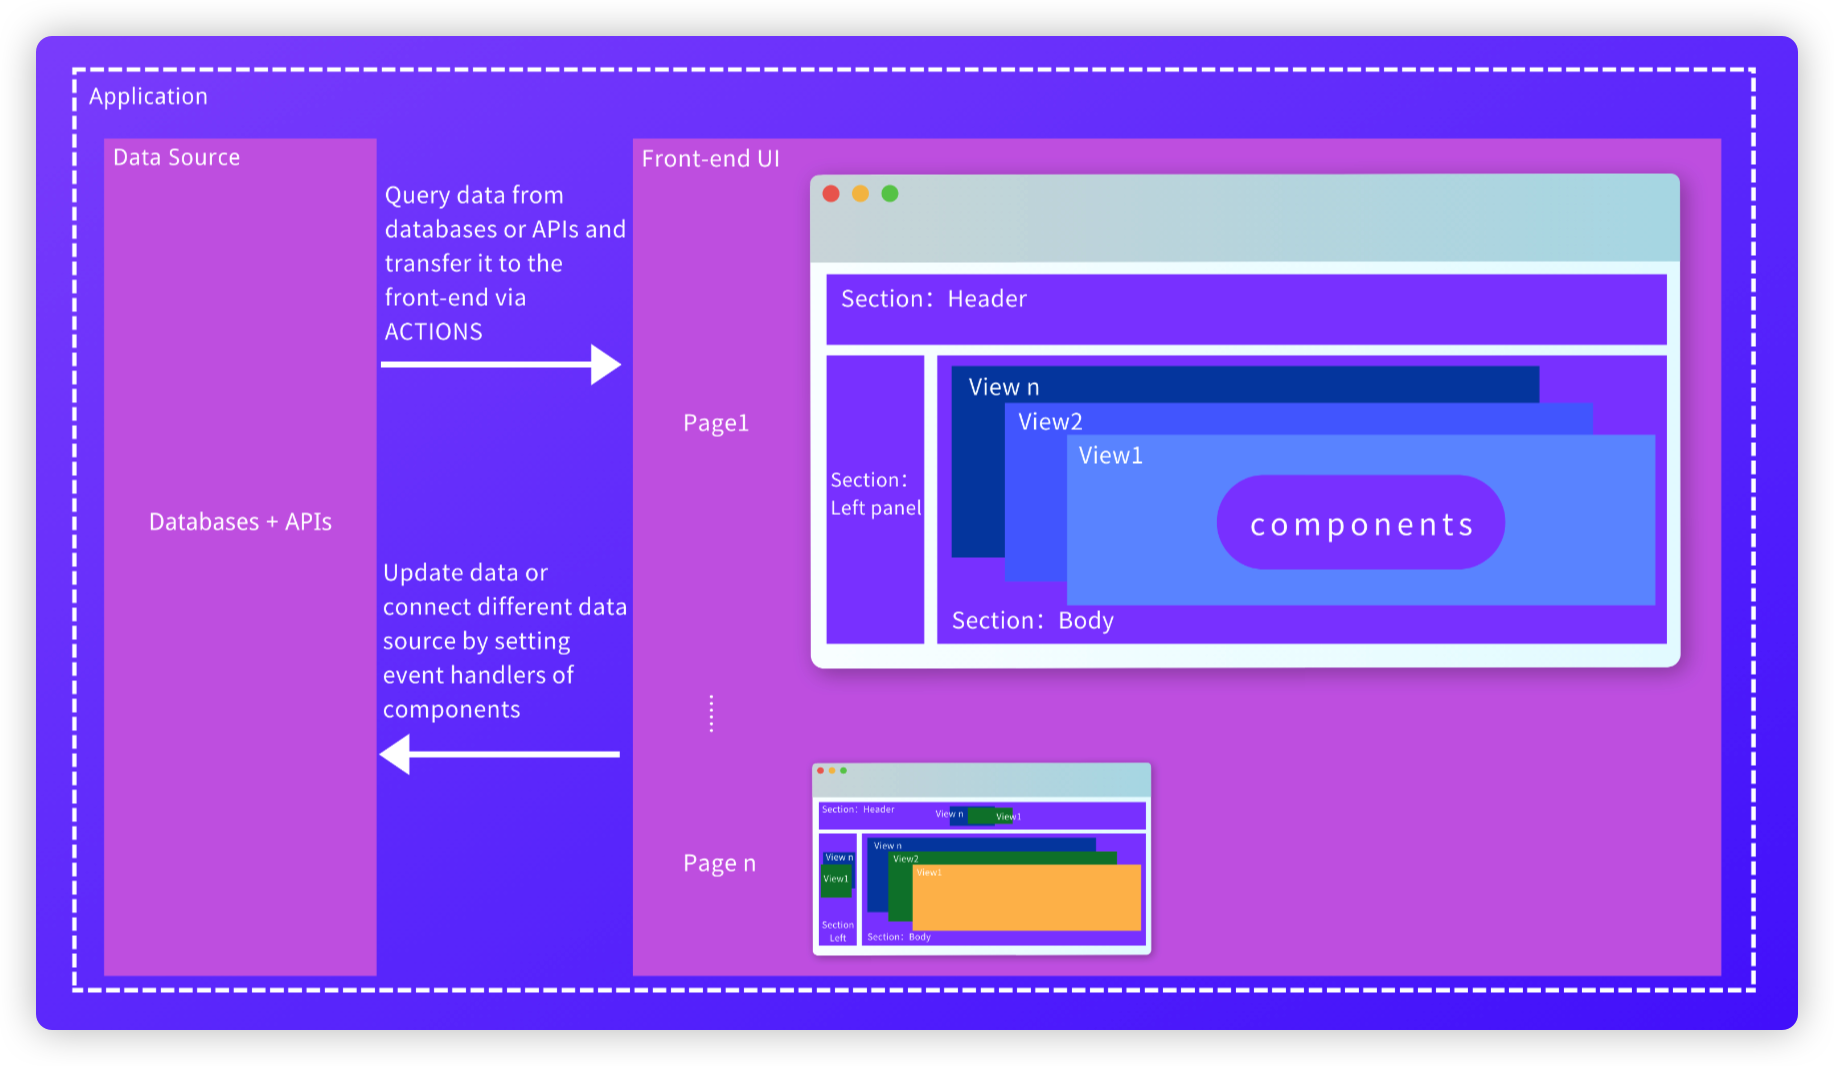 Application
Data Source
Databases + APIs
Query data from
databases or APIs and
transfer it to the
front-end via
ACTIONS
Update data or
connect different data
source by setting
event handlers of
components
Front-end UI
Page1
Section：Header
Section：
Left panel
View n
View2
View1
components
Section：Body
Page n
Section：Header
View n
View1
View n
View1
Section
Left
View n
View2
View1
Section：Body